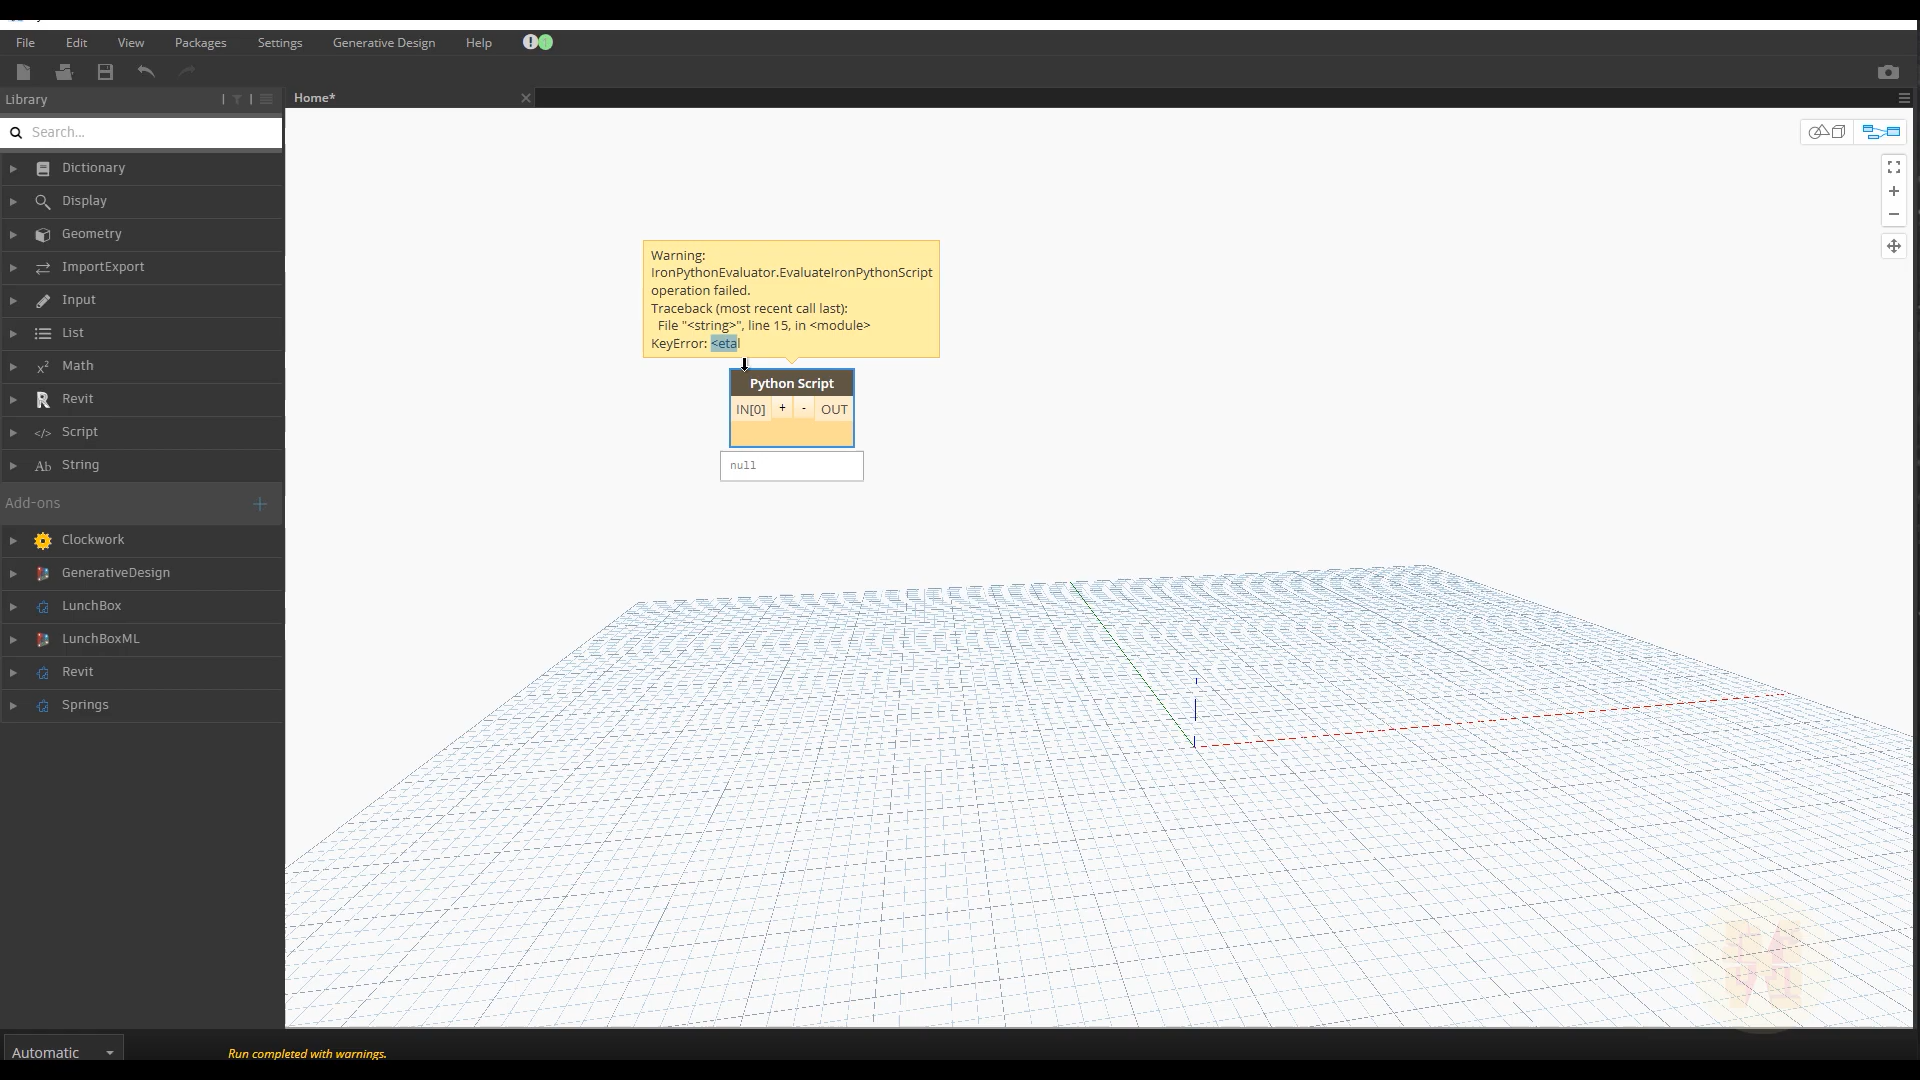 File Edit View Packages Settings Generative Design Help
Library
Home*
Search...
Dictionary
Display
Geometry
ImportExport
Input
List
Math
Revit
Script
String
Add-ons
Clockwork
GenerativeDesign
LunchBox
LunchBoxML
Revit
Springs
Warning:
IronPythonEvaluator.EvaluateIronPythonScript
operation failed.
Traceback (most recent call last):
File "<string>", line 15, in <module>
KeyError: <etal
Python Script
IN[0] + - OUT
null
Automatic
Run completed with warnings.